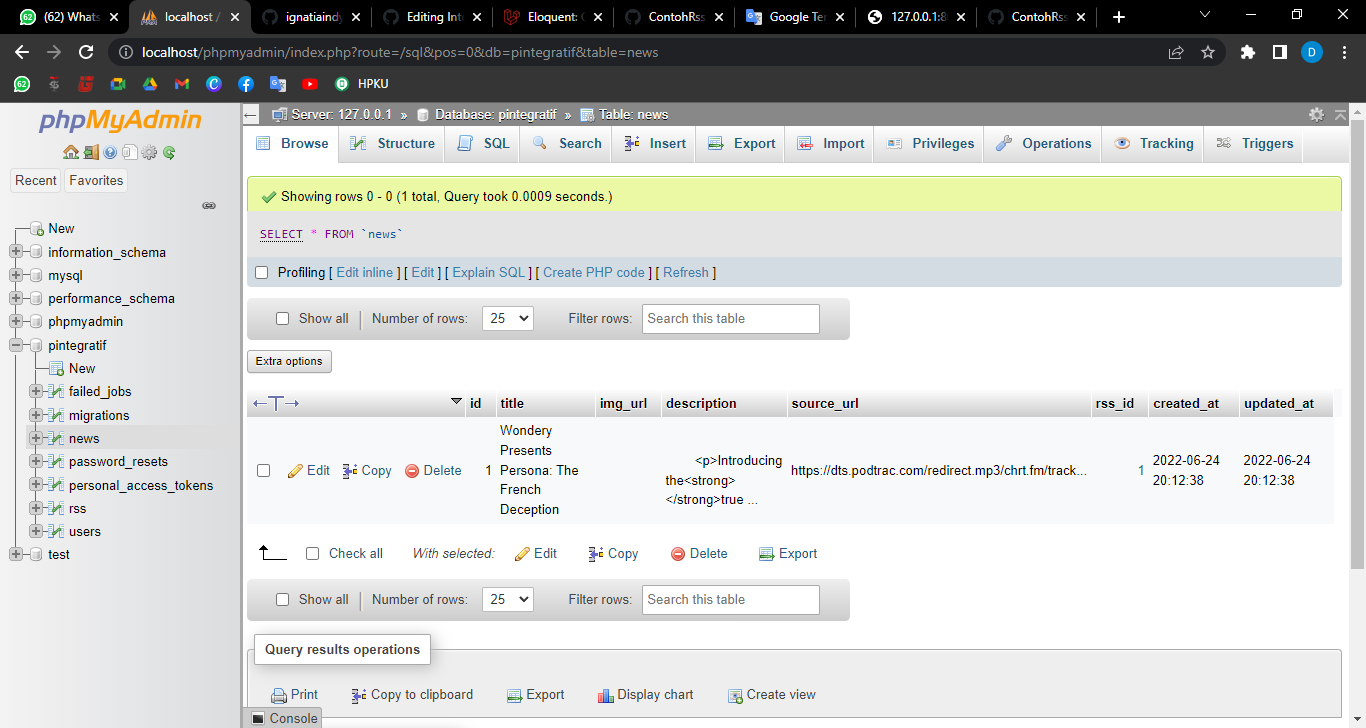 (62) Whats
localhost /
ignatiaindy
Editing Inte
Eloquent: 
ContohRss
Google Ter
127.0.0.1:8
ContohRss
localhost/phpmyadmin/index.php?route=/sql&pos=0&db=pintegratif&table=news
D
62
HPKU
phpMyAdmin
Recent
Favorites
New
information_schema
mysql
performance_schema
phpmyadmin
pintegratif
New
failed_jobs
migrations
news
password_resets
personal_access_tokens
rss
users
test
Server: 127.0.0.1 » Database: pintegratif » Table: news
Browse Structure SQL Search Insert Export Import Privileges Operations Tracking Triggers
Showing rows 0 - 0 (1 total, Query took 0.0009 seconds.)
SELECT * FROM `news`
Profiling [ Edit inline ] [ Edit ] [ Explain SQL ] [ Create PHP code ] [ Refresh ]
Show all Number of rows: 25 Filter rows: Search this table
Extra options
←T→ id title img_url description source_url rss_id created_at updated_at
Edit Copy Delete 1
Wondery
Presents
Persona: The
French
Deception
<p>Introducing
the<strong>
</strong>true ...
https://dts.podtrac.com/redirect.mp3/chrt.fm/track...
1
2022-06-24
20:12:38
2022-06-24
20:12:38
Check all With selected: Edit Copy Delete Export
Show all Number of rows: 25 Filter rows: Search this table
Query results operations
Print Copy to clipboard Export Display chart Create view
Console